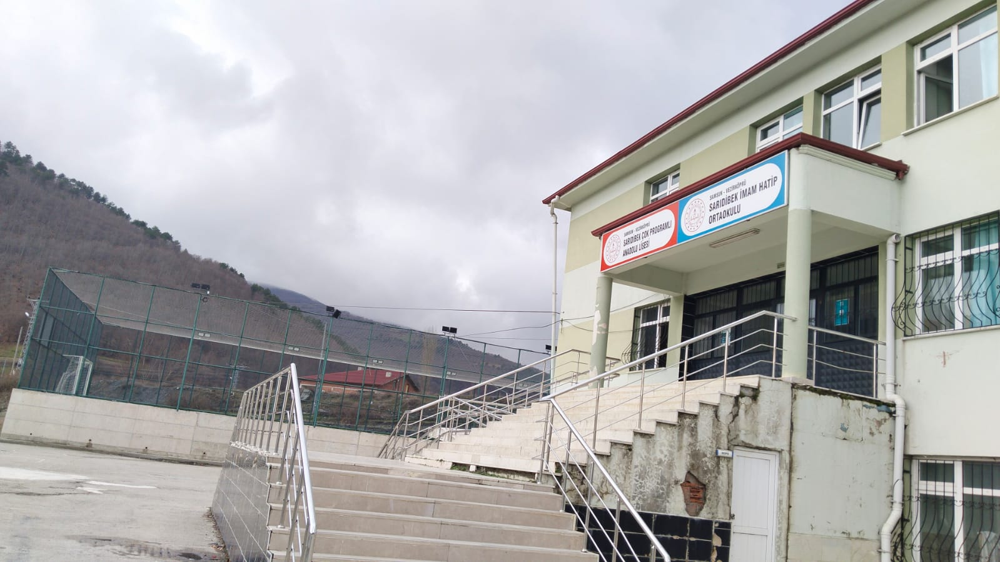 SAMSUN - VEZİRKÖPRÜ
SARIDİBEK ÇOK PROGRAMLI
ANADOLU LİSESİ
SAMSUN - VEZİRKÖPRÜ
SARIDİBEK İMAM HATİP
ORTAOKULU